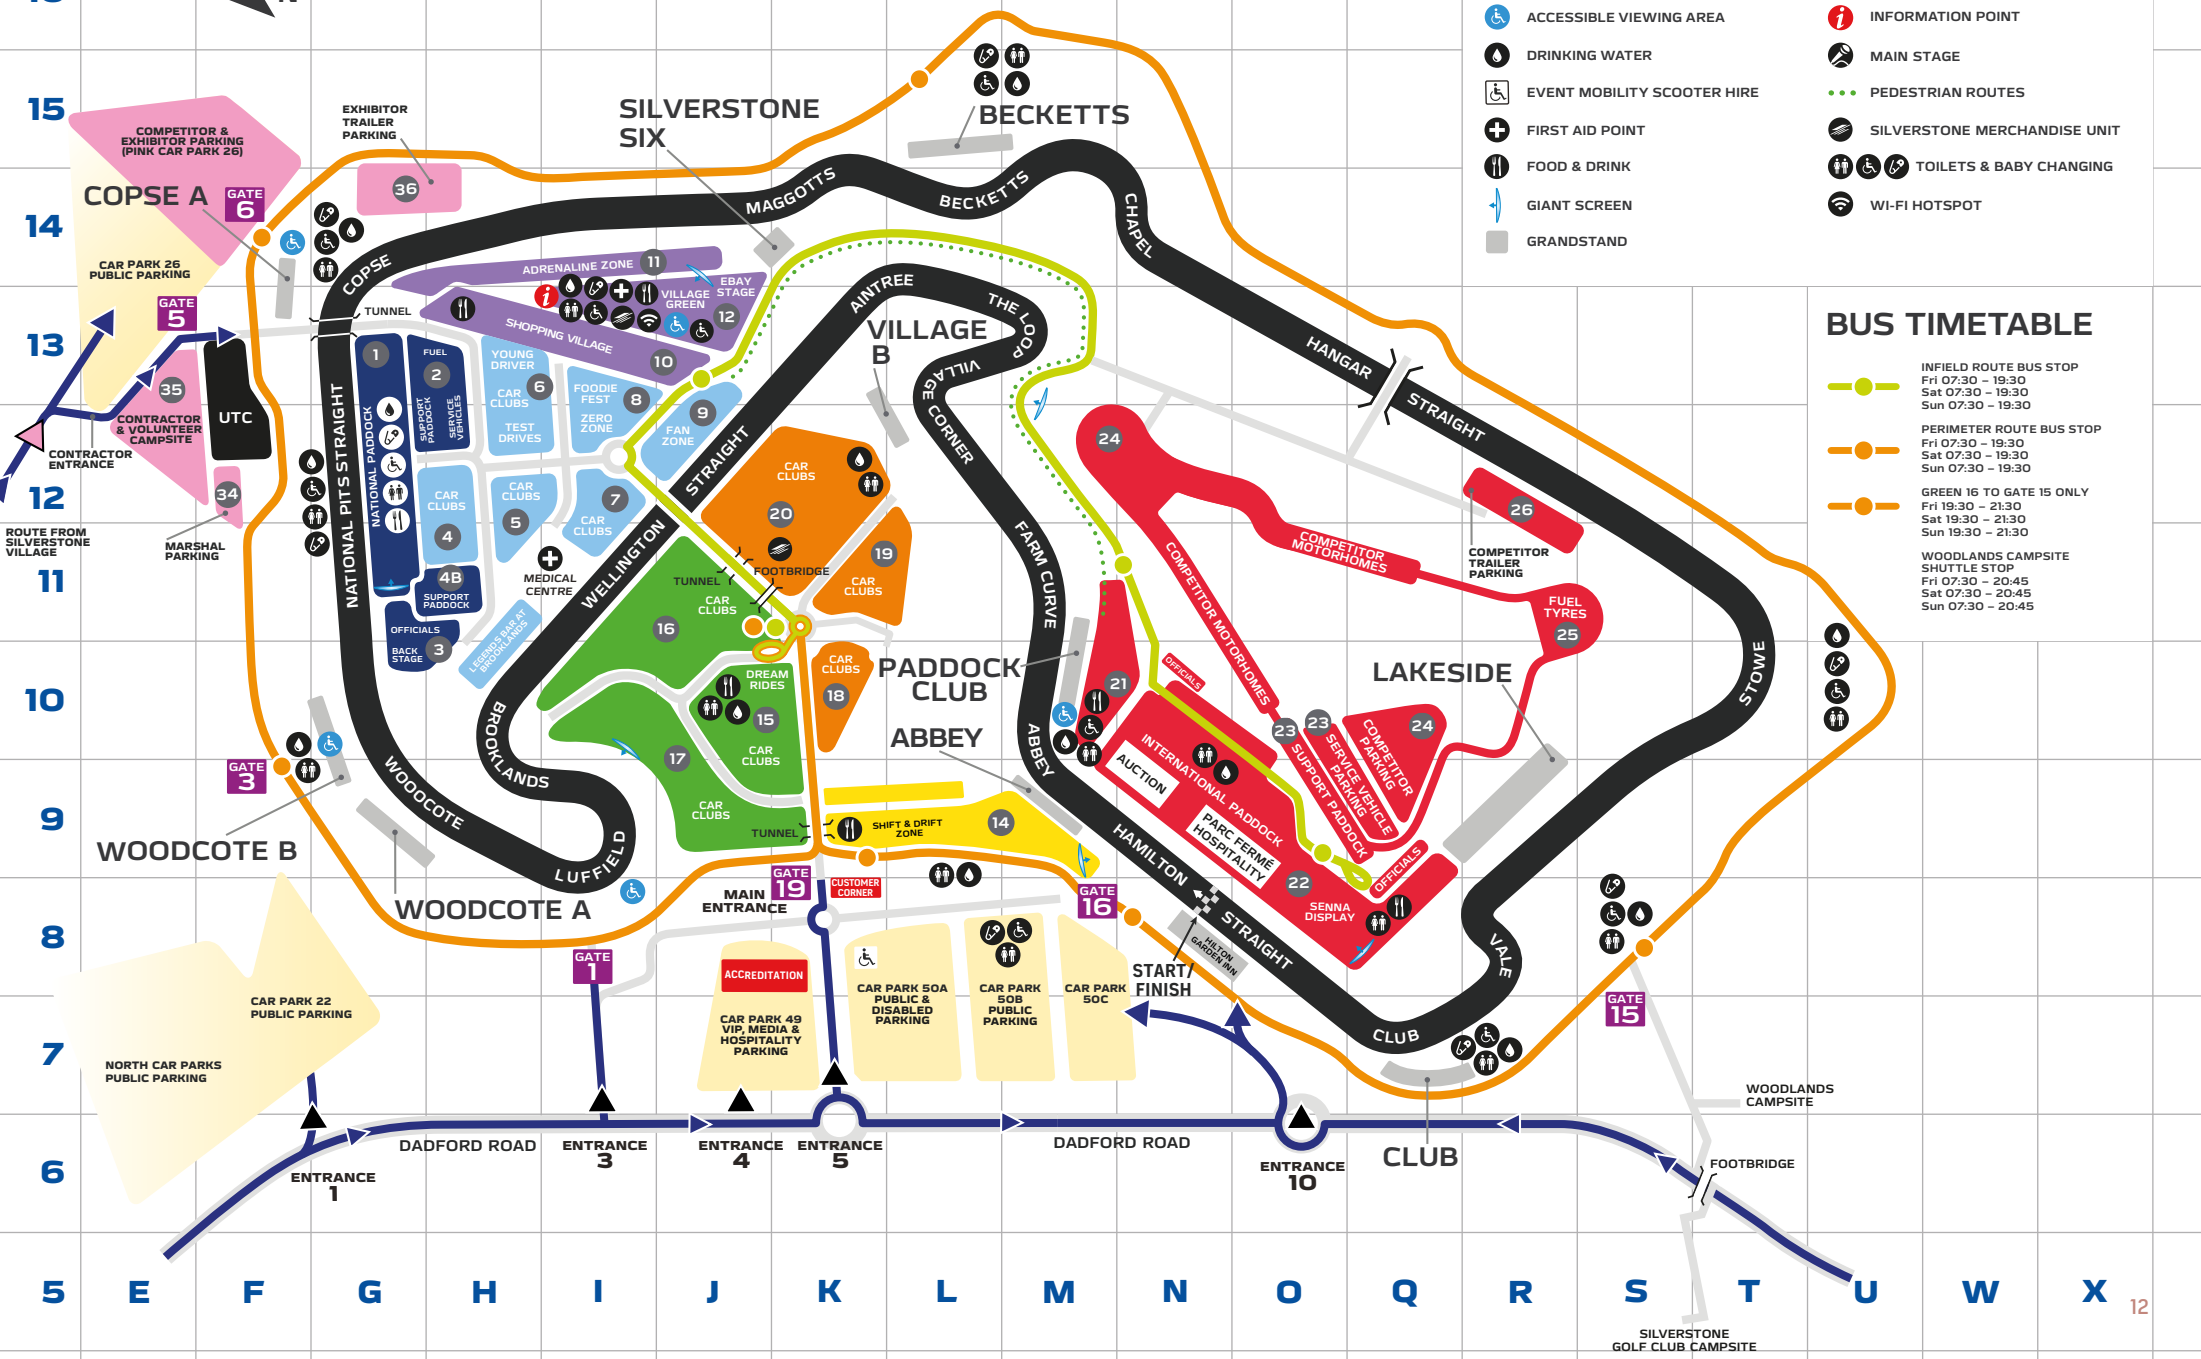 N
ACCESSIBLE VIEWING AREA
DRINKING WATER
EVENT MOBILITY SCOOTER HIRE
FIRST AID POINT
FOOD & DRINK
GIANT SCREEN
GRANDSTAND
i
INFORMATION POINT
MAIN STAGE
PEDESTRIAN ROUTES
SILVERSTONE MERCHANDISE UNIT
TOILETS & BABY CHANGING
WI-FI HOTSPOT
BUS TIMETABLE
INFIELD ROUTE BUS STOP
Fri 07:30 – 19:30
Sat 07:30 – 19:30
Sun 07:30 – 19:30
PERIMETER ROUTE BUS STOP
Fri 07:30 – 19:30
Sat 07:30 – 19:30
Sun 07:30 – 19:30
GREEN 16 TO GATE 15 ONLY
Fri 19:30 – 21:30
Sat 19:30 – 21:30
Sun 19:30 – 21:30
WOODLANDS CAMPSITE
SHUTTLE STOP
Fri 07:30 – 20:45
Sat 07:30 – 20:45
Sun 07:30 – 20:45
15
14
13
12
11
10
9
8
7
6
5
COMPETITOR &
EXHIBITOR PARKING
(PINK CAR PARK 26)
EXHIBITOR
TRAILER
PARKING
36
SILVERSTONE
SIX
BECKETTS
COPSE A
GATE
6
CAR PARK 26
PUBLIC PARKING
GATE
5
COPSE
MAGGOTTS
BECKETTS
CHAPEL
TUNNEL
ADRENALINE ZONE
11
EBAY
STAGE
VILLAGE
GREEN
12
i
SHOPPING VILLAGE
10
AINTREE
THE LOOP
VILLAGE
B
VILLAGE CORNER
HANGAR
STRAIGHT
35
CONTRACTOR
& VOLUNTEER
CAMPSITE
UTC
CONTRACTOR
ENTRANCE
34
ROUTE FROM
SILVERSTONE
VILLAGE
MARSHAL
PARKING
NATIONAL PITS STRAIGHT
1
NATIONAL PADDOCK
FUEL
2
SUPPORT
PADDOCK
SERVICE
VEHICLES
YOUNG
DRIVER
6
CAR
CLUBS
TEST
DRIVES
FOODIE
FEST
8
ZERO
ZONE
9
FAN
ZONE
CAR
CLUBS
4
CAR
CLUBS
5
7
CAR
CLUBS
4B
SUPPORT
PADDOCK
MEDICAL
CENTRE
OFFICIALS
BACK
STAGE
3
LEGENDS BAR AT
BROOKLANDS
WELLINGTON
STRAIGHT
CAR
CLUBS
20
19
CAR
CLUBS
FOOTBRIDGE
TUNNEL
CAR
CLUBS
16
CAR
CLUBS
18
DREAM
RIDES
15
CAR
CLUBS
17
CAR
CLUBS
TUNNEL
FARM CURVE
24
26
COMPETITOR
TRAILER
PARKING
COMPETITOR
MOTORHOMES
COMPETITOR MOTORHOMES
FUEL
TYRES
25
PADDOCK
CLUB
21
OFFICIALS
LAKESIDE
STOWE
ABBEY
ABBEY
INTERNATIONAL PADDOCK
AUCTION
PARC FERMÉ
HOSPITALITY
23
23
SUPPORT PADDOCK
SERVICE VEHICLE
PARKING
COMPETITOR
PARKING
24
OFFICIALS
22
SENNA
DISPLAY
BROOKLANDS
LUFFIELD
WOODCOTE
GATE
3
WOODCOTE B
WOODCOTE A
SHIFT & DRIFT
ZONE
14
GATE
19
CUSTOMER
CORNER
MAIN
ENTRANCE
GATE
16
HAMILTON
STRAIGHT
HILTON
GARDEN INN
START/
FINISH
VALE
CLUB
GATE
15
GATE
1
ACCREDITATION
CAR PARK 49
VIP, MEDIA &
HOSPITALITY
PARKING
CAR PARK 50A
PUBLIC &
DISABLED
PARKING
CAR PARK
50B
PUBLIC
PARKING
CAR PARK
50C
CAR PARK 22
PUBLIC PARKING
NORTH CAR PARKS
PUBLIC PARKING
WOODLANDS
CAMPSITE
DADFORD ROAD
DADFORD ROAD
ENTRANCE
1
ENTRANCE
3
ENTRANCE
4
ENTRANCE
5
ENTRANCE
10
CLUB
FOOTBRIDGE
E F G H I J K L M N O Q R S T U W X
12
SILVERSTONE
GOLF CLUB CAMPSITE